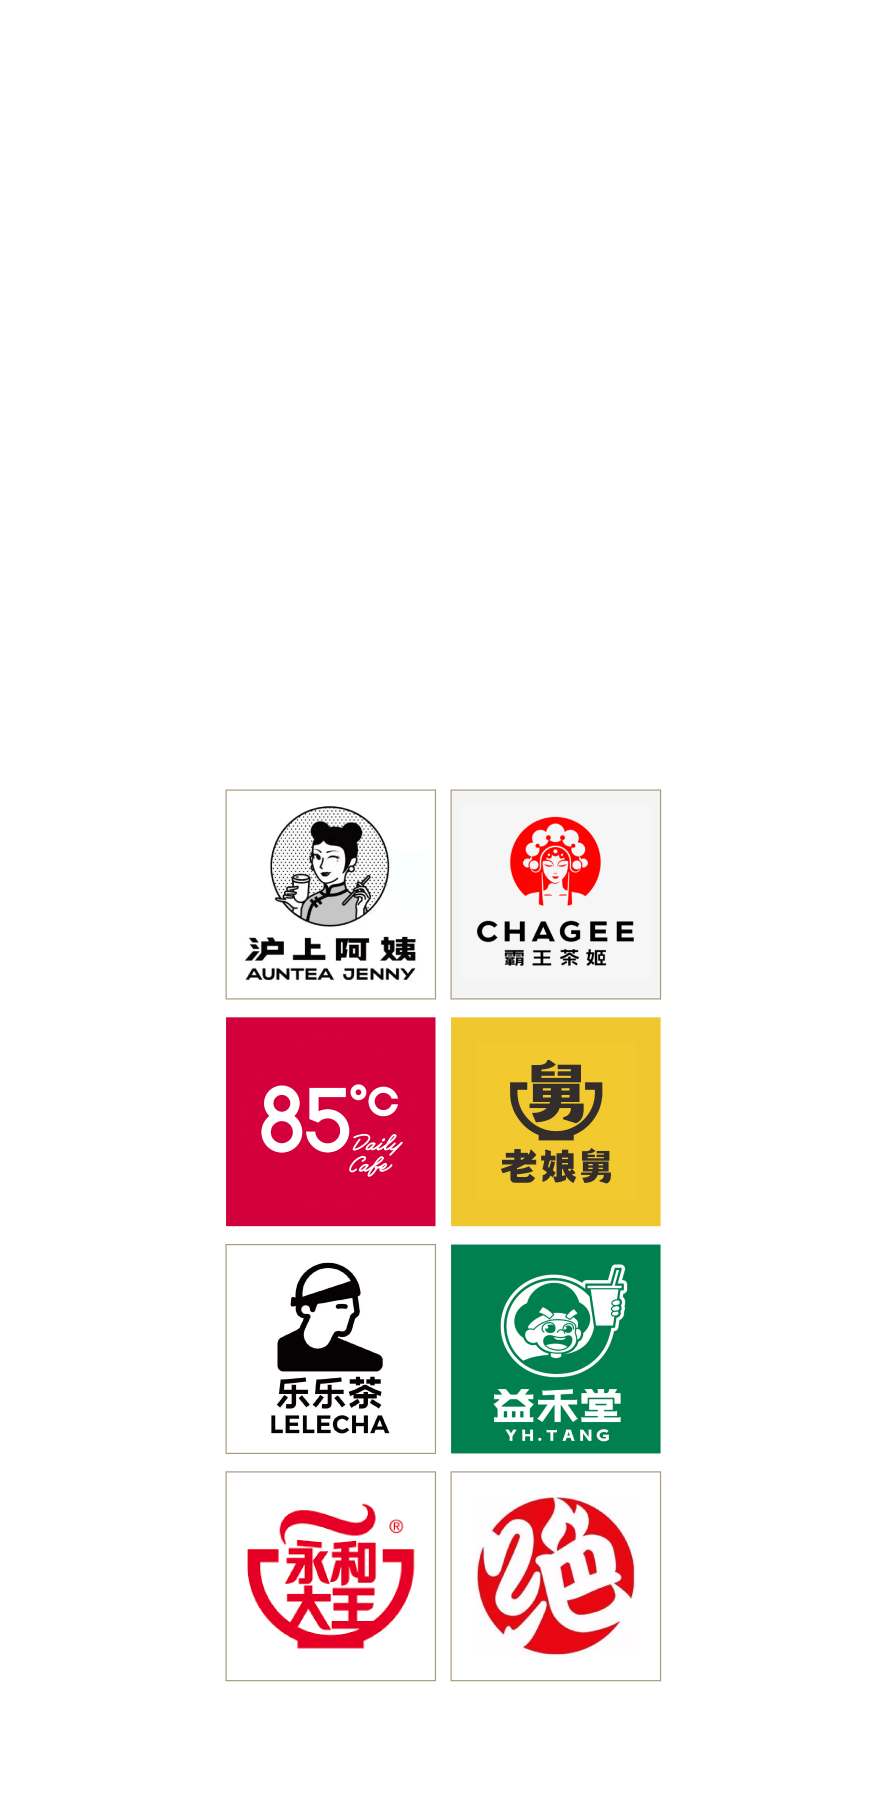 沪上阿姨
AUNTEA JENNY
CHAGEE
霸王茶姬
85°C
Daily
Cafe
舅
老娘舅
乐乐茶
LELECHA
益禾堂
YH.TANG
永和
大王
®
绝